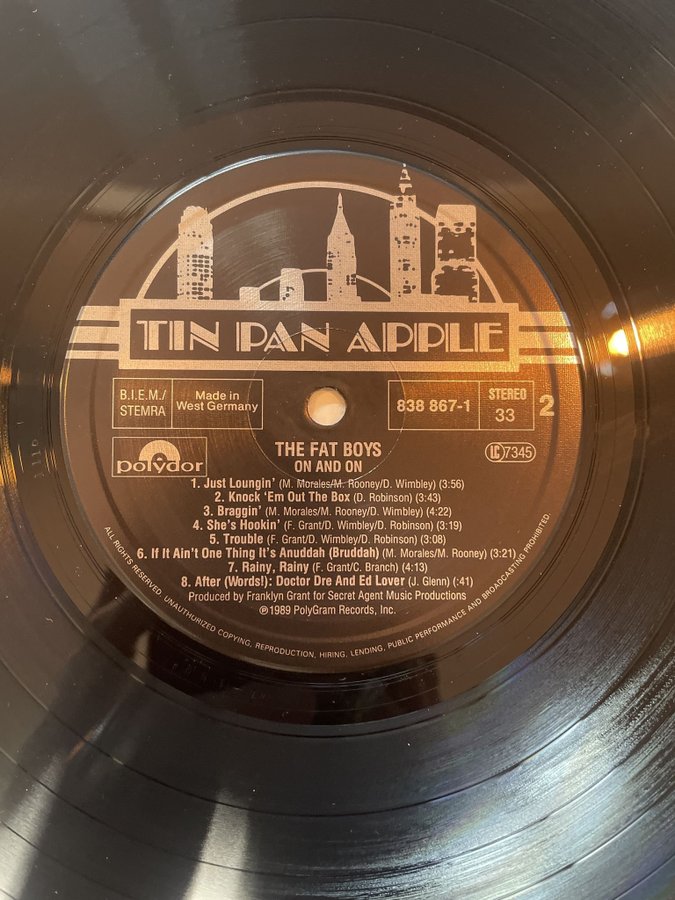 TIN PAN APPLE
B.I.E.M./
STEMRA
Made in
West Germany
838 867-1
STEREO
33
2
polydor
LC 7345
THE FAT BOYS
ON AND ON
1. Just Loungin' (M. Morales/M. Rooney/D. Wimbley) (3:56)
2. Knock 'Em Out The Box (D. Robinson) (3:43)
3. Braggin' (M. Morales/M. Rooney/D. Wimbley) (4:22)
4. She's Hookin' (F. Grant/D. Wimbley/D. Robinson) (3:19)
5. Trouble (F. Grant/D. Wimbley/D. Robinson) (3:08)
6. If It Ain't One Thing It's Anuddah (Bruddah) (M. Morales/M. Rooney) (3:21)
7. Rainy, Rainy (F. Grant/C. Branch) (4:13)
8. After (Words!): Doctor Dre And Ed Lover (J. Glenn) (:41)
Produced by Franklyn Grant for Secret Agent Music Productions
℗1989 PolyGram Records, Inc.
ALL RIGHTS RESERVED. UNAUTHORIZED COPYING, REPRODUCTION, HIRING, LENDING, PUBLIC PERFORMANCE AND BROADCASTING PROHIBITED.